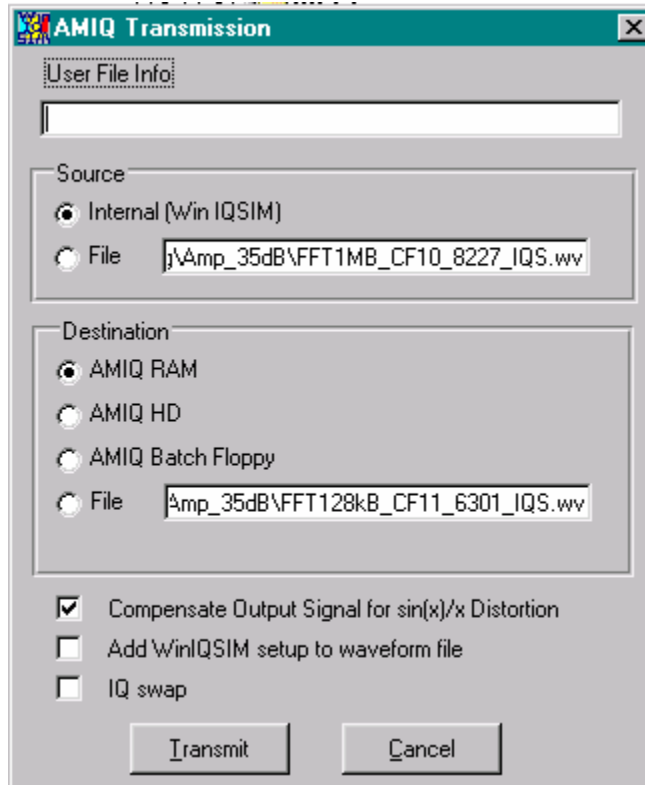 AMIQ Transmission
User File Info
Source
Internal (Win IQSIM)
File \Amp_35dB\FFT1MB_CF10_8227_IQS.wv
Destination
AMIQ RAM
AMIQ HD
AMIQ Batch Floppy
File Amp_35dB\FFT128kB_CF11_6301_IQS.wv
Compensate Output Signal for sin(x)/x Distortion
Add WinIQSIM setup to waveform file
IQ swap
Transmit Cancel